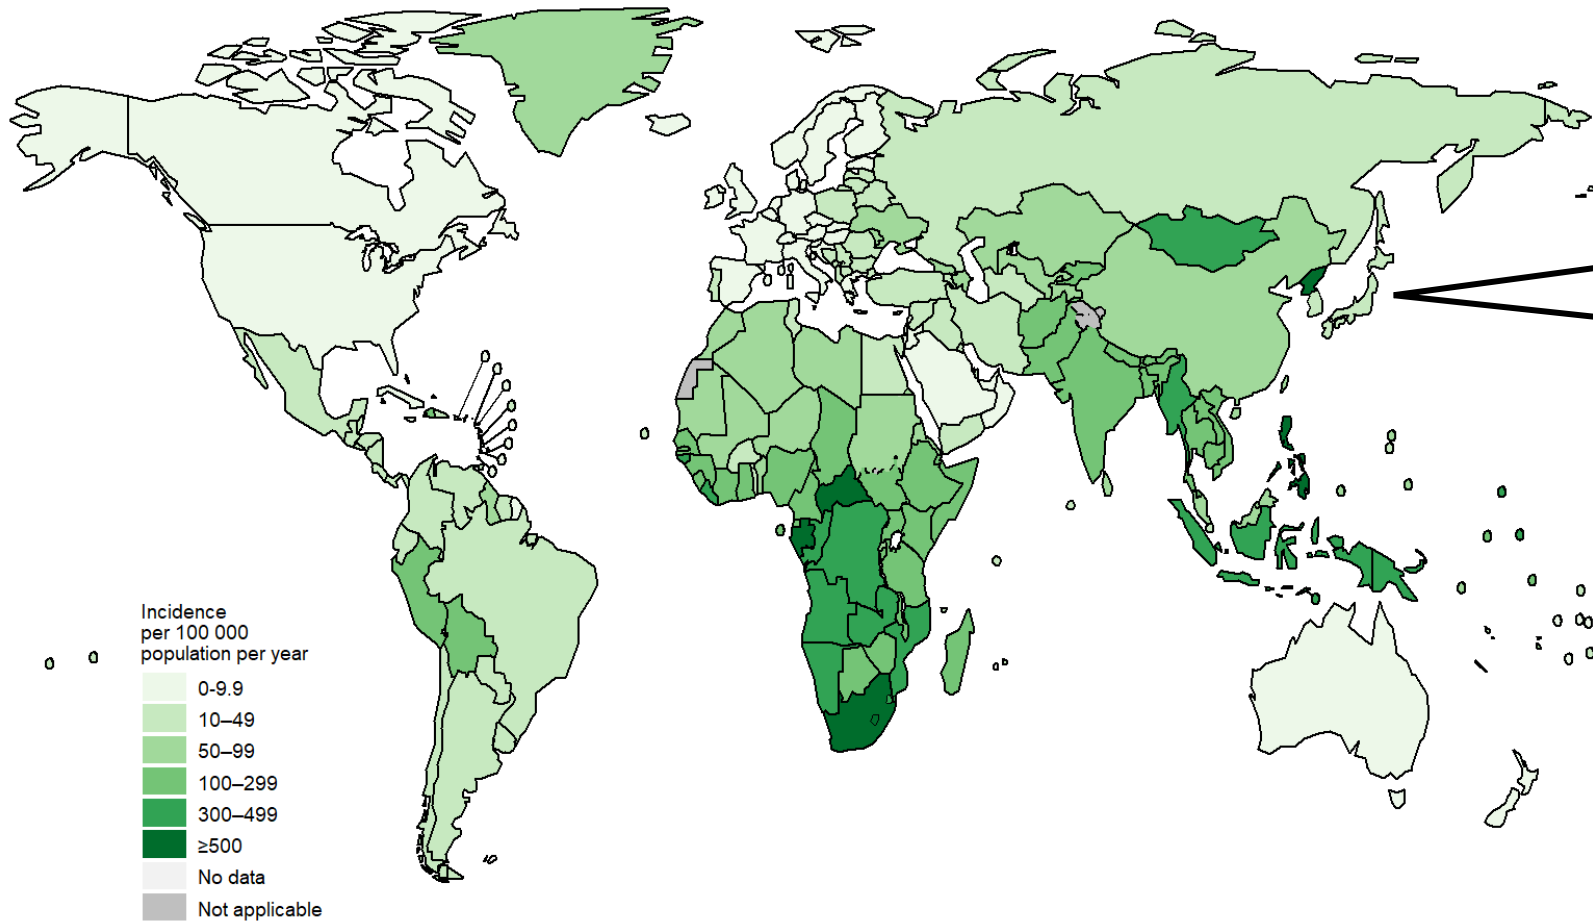 Incidence
per 100 000
population per year
0-9.9
10–49
50–99
100–299
300–499
≥500
No data
Not applicable